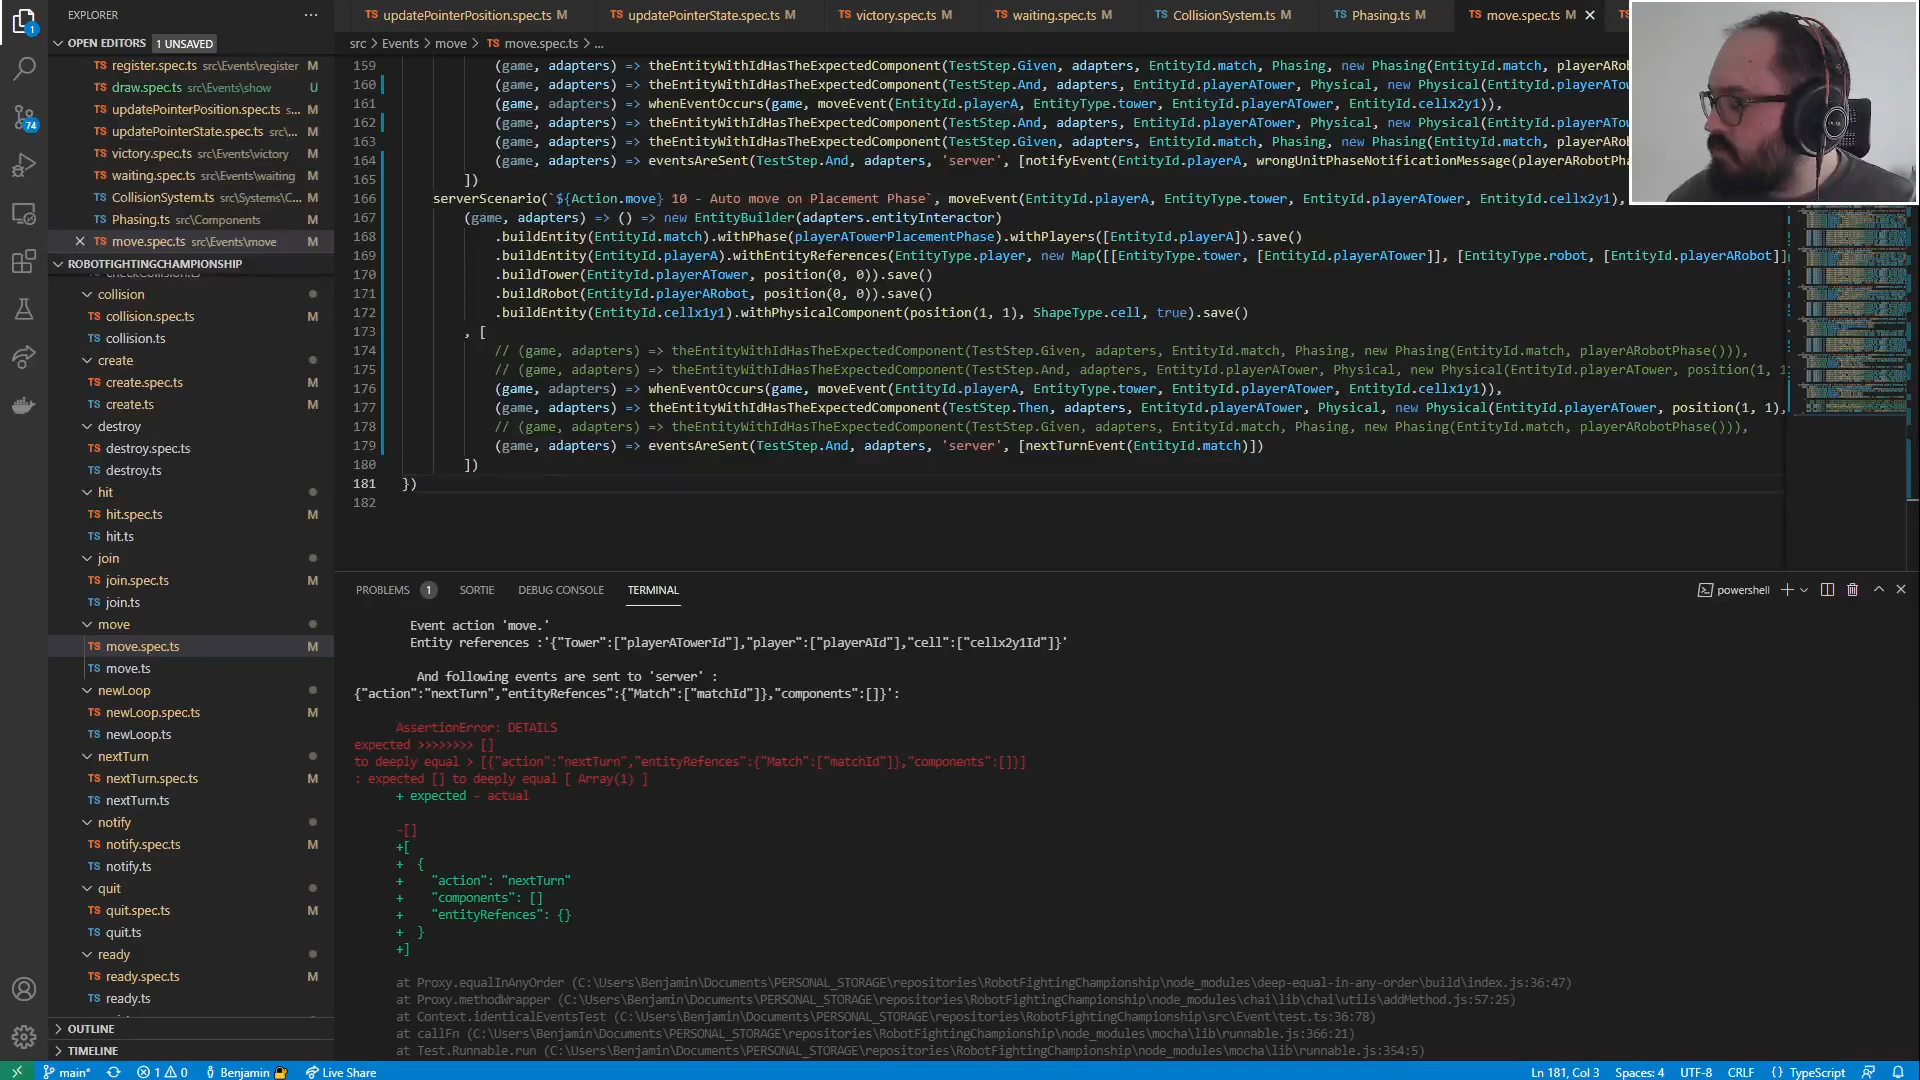 EXPLORER
OPEN EDITORS 1 UNSAVED
register.spec.ts src\Events\register M
draw.spec.ts src\Events\show U
updatePointerPosition.spec.ts s... M
updatePointerState.spec.ts src\... M
victory.spec.ts src\Events\victory M
waiting.spec.ts src\Events\waiting M
CollisionSystem.ts src\Systems\C... M
Phasing.ts src\Components M
move.spec.ts src\Events\move M
ROBOTFIGHTINGCHAMPIONSHIP
collision
collision.spec.ts M
collision.ts
create
create.spec.ts M
create.ts M
destroy
destroy.spec.ts
destroy.ts
hit
hit.spec.ts M
hit.ts
join
join.spec.ts M
join.ts
move
move.spec.ts M
move.ts
newLoop
newLoop.spec.ts M
newLoop.ts
nextTurn
nextTurn.spec.ts M
nextTurn.ts
notify
notify.spec.ts M
notify.ts
quit
quit.spec.ts M
quit.ts
ready
ready.spec.ts M
ready.ts
OUTLINE
TIMELINE
updatePointerPosition.spec.ts M updatePointerState.spec.ts M victory.spec.ts M waiting.spec.ts M CollisionSystem.ts M Phasing.ts M move.spec.ts M
src > Events > move > TS move.spec.ts > ...
159 (game, adapters) => theEntityWithIdHasTheExpectedComponent(TestStep.Given, adapters, EntityId.match, Phasing, new Phasing(EntityId.match, playerARob
160 (game, adapters) => theEntityWithIdHasTheExpectedComponent(TestStep.And, adapters, EntityId.playerATower, Physical, new Physical(EntityId.playerATow
161 (game, adapters) => whenEventOccurs(game, moveEvent(EntityId.playerA, EntityType.tower, EntityId.playerATower, EntityId.cellx2y1)),
162 (game, adapters) => theEntityWithIdHasTheExpectedComponent(TestStep.And, adapters, EntityId.playerATower, Physical, new Physical(EntityId.playerATow
163 (game, adapters) => theEntityWithIdHasTheExpectedComponent(TestStep.And, adapters, EntityId.match, Phasing, new Phasing(EntityId.match, playerARob
164 (game, adapters) => eventsAreSent(TestStep.And, adapters, 'server', [notifyEvent(EntityId.playerA, wrongUnitPhaseNotificationMessage(playerARobotPh
165 ])
166 serverScenario(`${Action.move} 10 - Auto move on Placement Phase`, moveEvent(EntityId.playerA, EntityType.tower, EntityId.playerATower, EntityId.cellx2y1),
167 (game, adapters) => () => new EntityBuilder(adapters.entityInteractor)
168 .buildEntity(EntityId.match).withPhase(playerATowerPlacementPhase).withPlayers([EntityId.playerA]).save()
169 .buildEntity(EntityId.playerA).withEntityReferences(EntityType.player, new Map([[EntityType.tower, [EntityId.playerATower]], [EntityType.robot, [EntityId.playerARobot]]
170 .buildTower(EntityId.playerATower, position(0, 0)).save()
171 .buildRobot(EntityId.playerARobot, position(0, 0)).save()
172 .buildEntity(EntityId.cellx1y1).withPhysicalComponent(position(1, 1), ShapeType.cell, true).save()
173 , [
174 // (game, adapters) => theEntityWithIdHasTheExpectedComponent(TestStep.Given, adapters, EntityId.match, Phasing, new Phasing(EntityId.match, playerARobotPhase())),
175 // (game, adapters) => theEntityWithIdHasTheExpectedComponent(TestStep.And, adapters, EntityId.playerATower, Physical, new Physical(EntityId.playerATower, position(1, 1
176 (game, adapters) => whenEventOccurs(game, moveEvent(EntityId.playerA, EntityType.tower, EntityId.playerATower, EntityId.cellx1y1)),
177 (game, adapters) => theEntityWithIdHasTheExpectedComponent(TestStep.Then, adapters, EntityId.playerATower, Physical, new Physical(EntityId.playerATower, position(1, 1),
178 // (game, adapters) => theEntityWithIdHasTheExpectedComponent(TestStep.Given, adapters, EntityId.match, Phasing, new Phasing(EntityId.match, playerARobotPhase())),
179 (game, adapters) => eventsAreSent(TestStep.And, adapters, 'server', [nextTurnEvent(EntityId.match)])
180 ])
181 })
182
PROBLEMS 1 SORTIE DEBUG CONSOLE TERMINAL powershell
Event action 'move.'
Entity references :'{"Tower":["playerATowerId"],"player":["playerAId"],"cell":["cellx2y1Id"]}'
And following events are sent to 'server' :
{"action":"nextTurn","entityRefences":{"Match":["matchId"]},"components":[]}':
AssertionError: DETAILS
expected >>>>>>>> []
to deeply equal > [{"action":"nextTurn","entityRefences":{"Match":["matchId"]},"components":[]}]
: expected [] to deeply equal [ Array(1) ]
+ expected - actual
-[]
+[
+ {
+ "action": "nextTurn"
+ "components": []
+ "entityRefences": {}
+ }
+]
at Proxy.equalInAnyOrder (C:\Users\Benjamin\Documents\PERSONAL_STORAGE\repositories\RobotFightingChampionship\node_modules\deep-equal-in-any-order\build\index.js:36:47)
at Proxy.methodWrapper (C:\Users\Benjamin\Documents\PERSONAL_STORAGE\repositories\RobotFightingChampionship\node_modules\chai\lib\chai\utils\addMethod.js:57:25)
at Context.identicalEventsTest (C:\Users\Benjamin\Documents\PERSONAL_STORAGE\repositories\RobotFightingChampionship\src\Event\test.ts:36:78)
at callFn (C:\Users\Benjamin\Documents\PERSONAL_STORAGE\repositories\RobotFightingChampionship\node_modules\mocha\lib\runnable.js:366:21)
at Test.Runnable.run (C:\Users\Benjamin\Documents\PERSONAL_STORAGE\repositories\RobotFightingChampionship\node_modules\mocha\lib\runnable.js:354:5)
main* 1 0 Benjamin Live Share Ln 181, Col 3 Spaces: 4 UTF-8 CRLF {} TypeScript